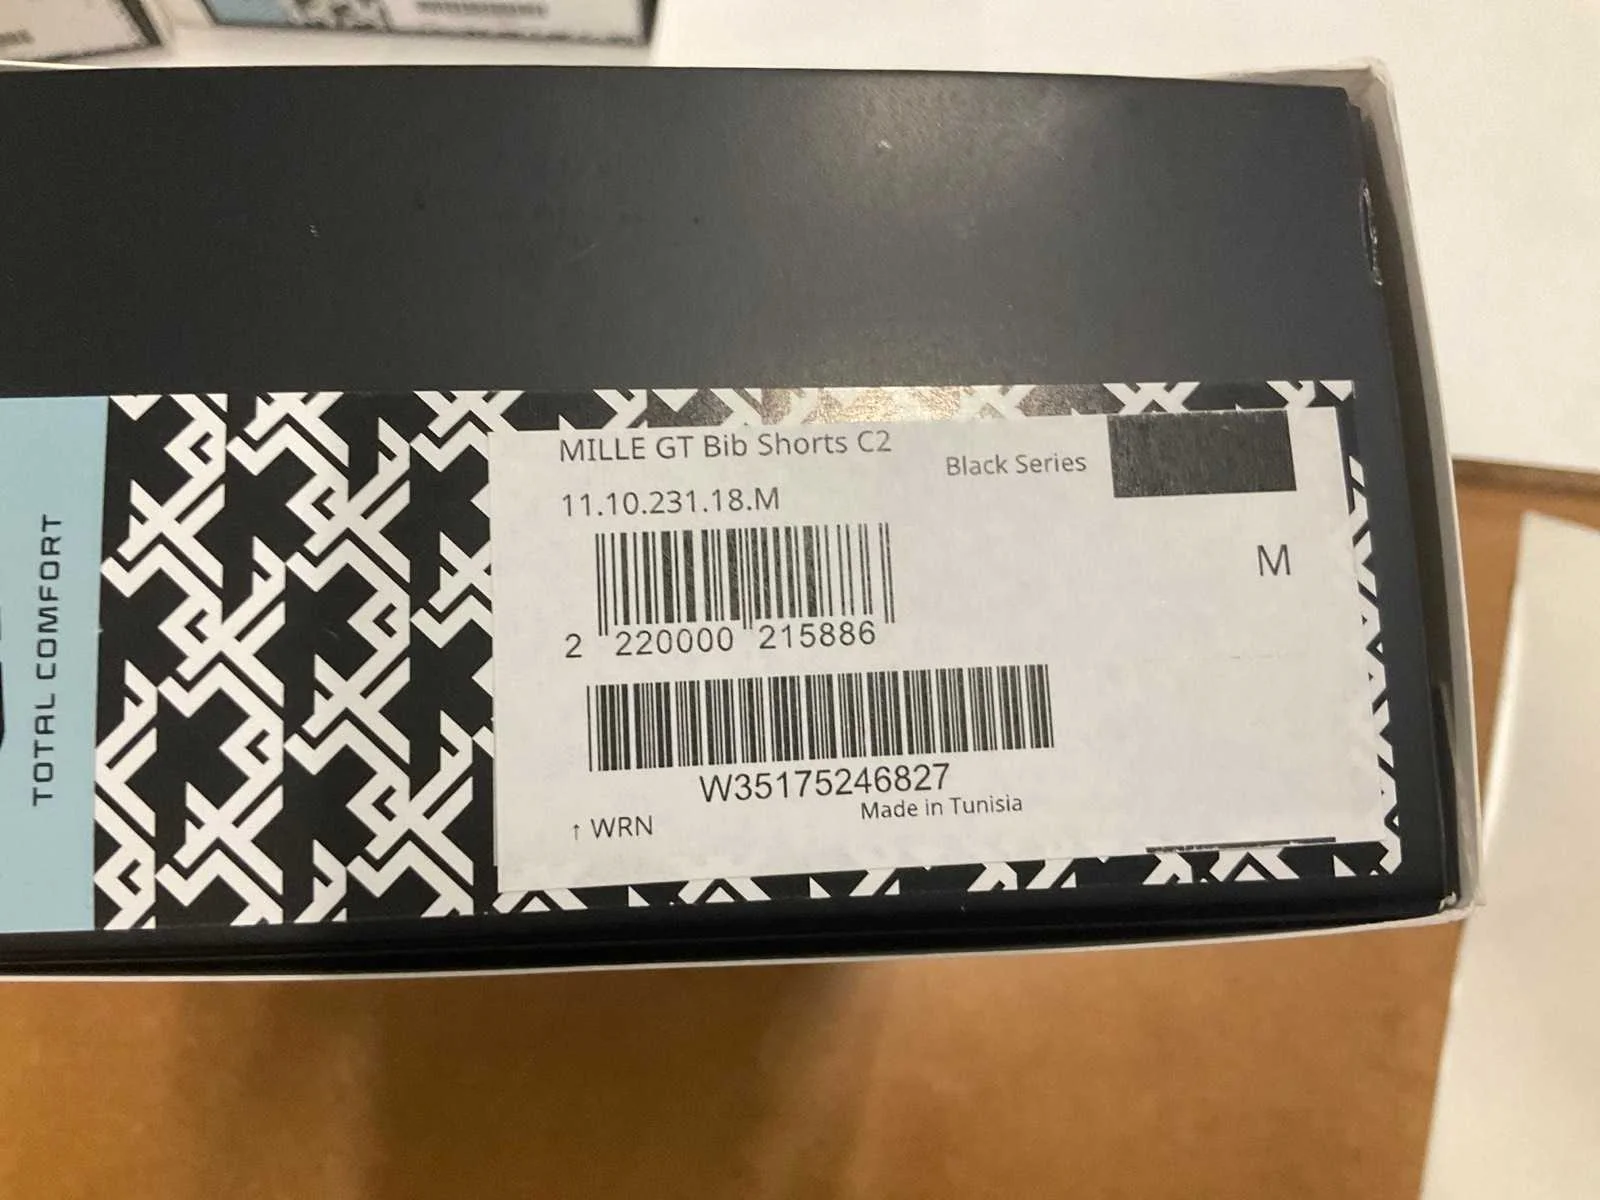 TOTAL COMFORT
MILLE GT Bib Shorts C2
Black Series
11.10.231.18.M
M
2 220000 215886
W35175246827
Made in Tunisia
↑ WRN